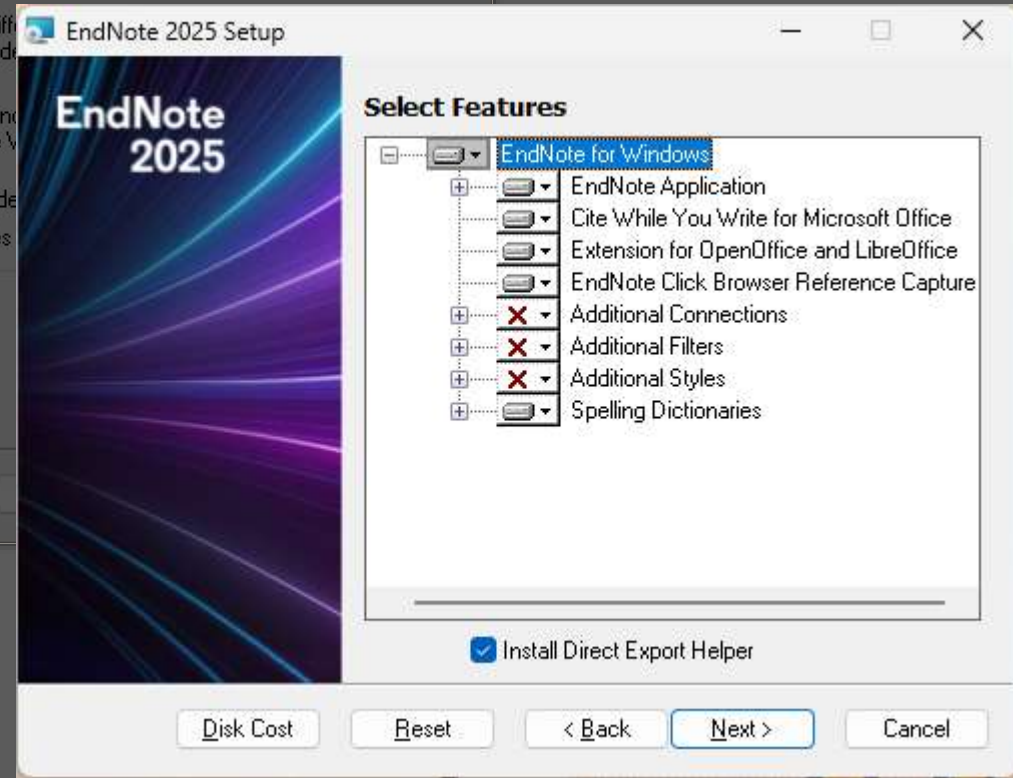 EndNote 2025 Setup
EndNote
2025
Select Features
EndNote for Windows
EndNote Application
Cite While You Write for Microsoft Office
Extension for OpenOffice and LibreOffice
EndNote Click Browser Reference Capture
Additional Connections
Additional Filters
Additional Styles
Spelling Dictionaries
Install Direct Export Helper
Disk Cost
Reset
< Back
Next >
Cancel